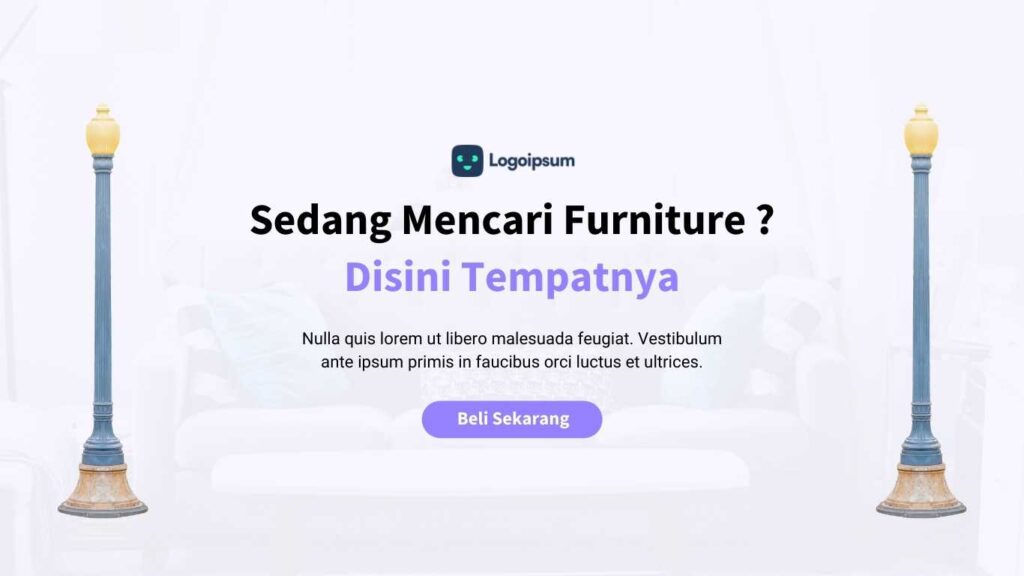 Logoipsum
Sedang Mencari Furniture ?
Disini Tempatnya
Nulla quis lorem ut libero malesuada feugiat. Vestibulum
ante ipsum primis in faucibus orci luctus et ultrices.
Beli Sekarang